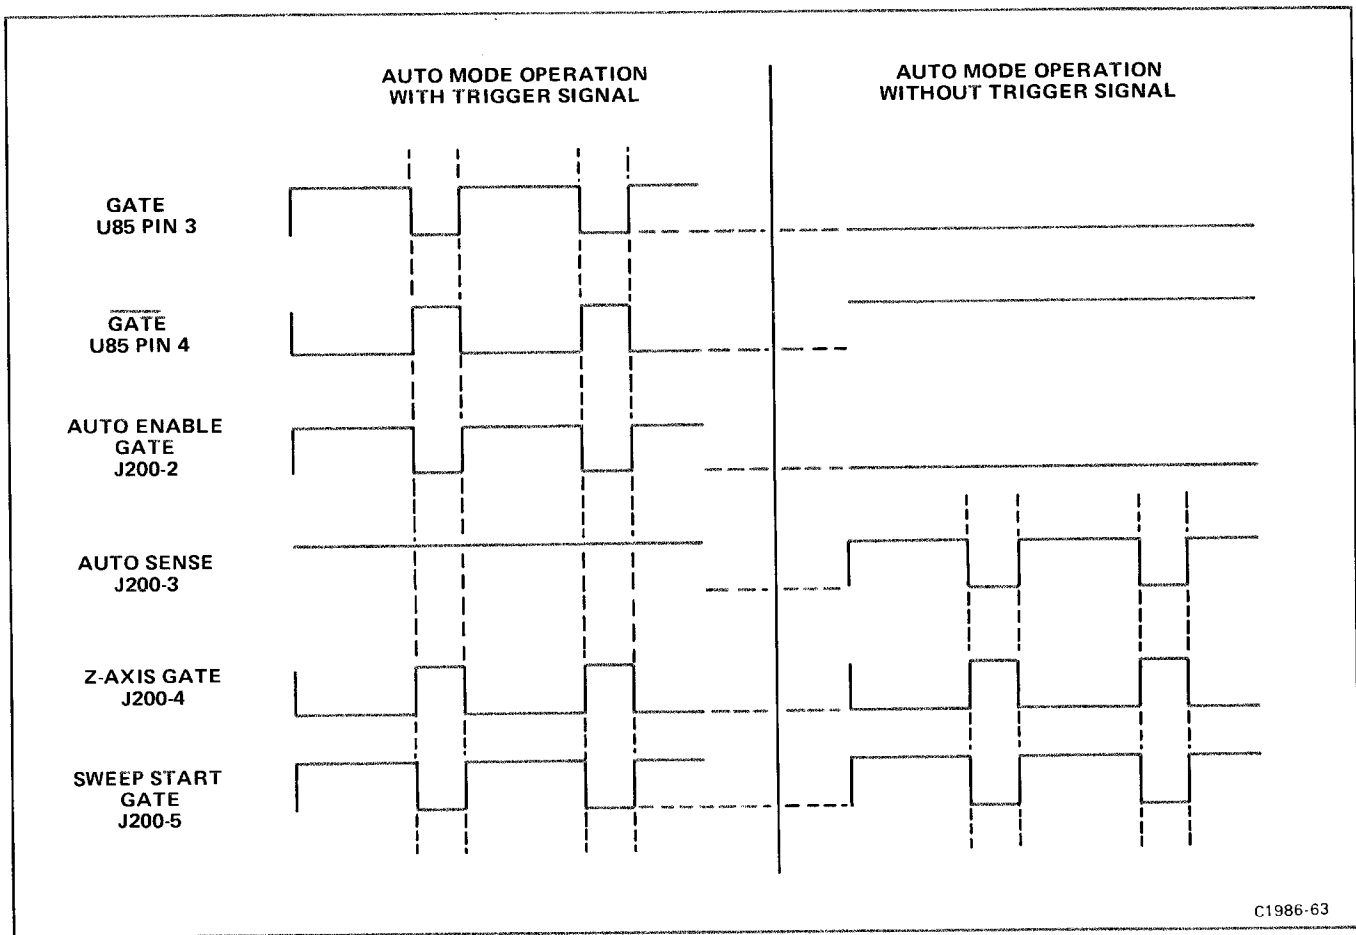 AUTO MODE OPERATION
WITH TRIGGER SIGNAL
AUTO MODE OPERATION
WITHOUT TRIGGER SIGNAL
GATE
U85 PIN 3
G̅A̅T̅E̅
U85 PIN 4
AUTO ENABLE
GATE
J200-2
AUTO SENSE
J200-3
Z-AXIS GATE
J200-4
SWEEP START
GATE
J200-5
C1986-63